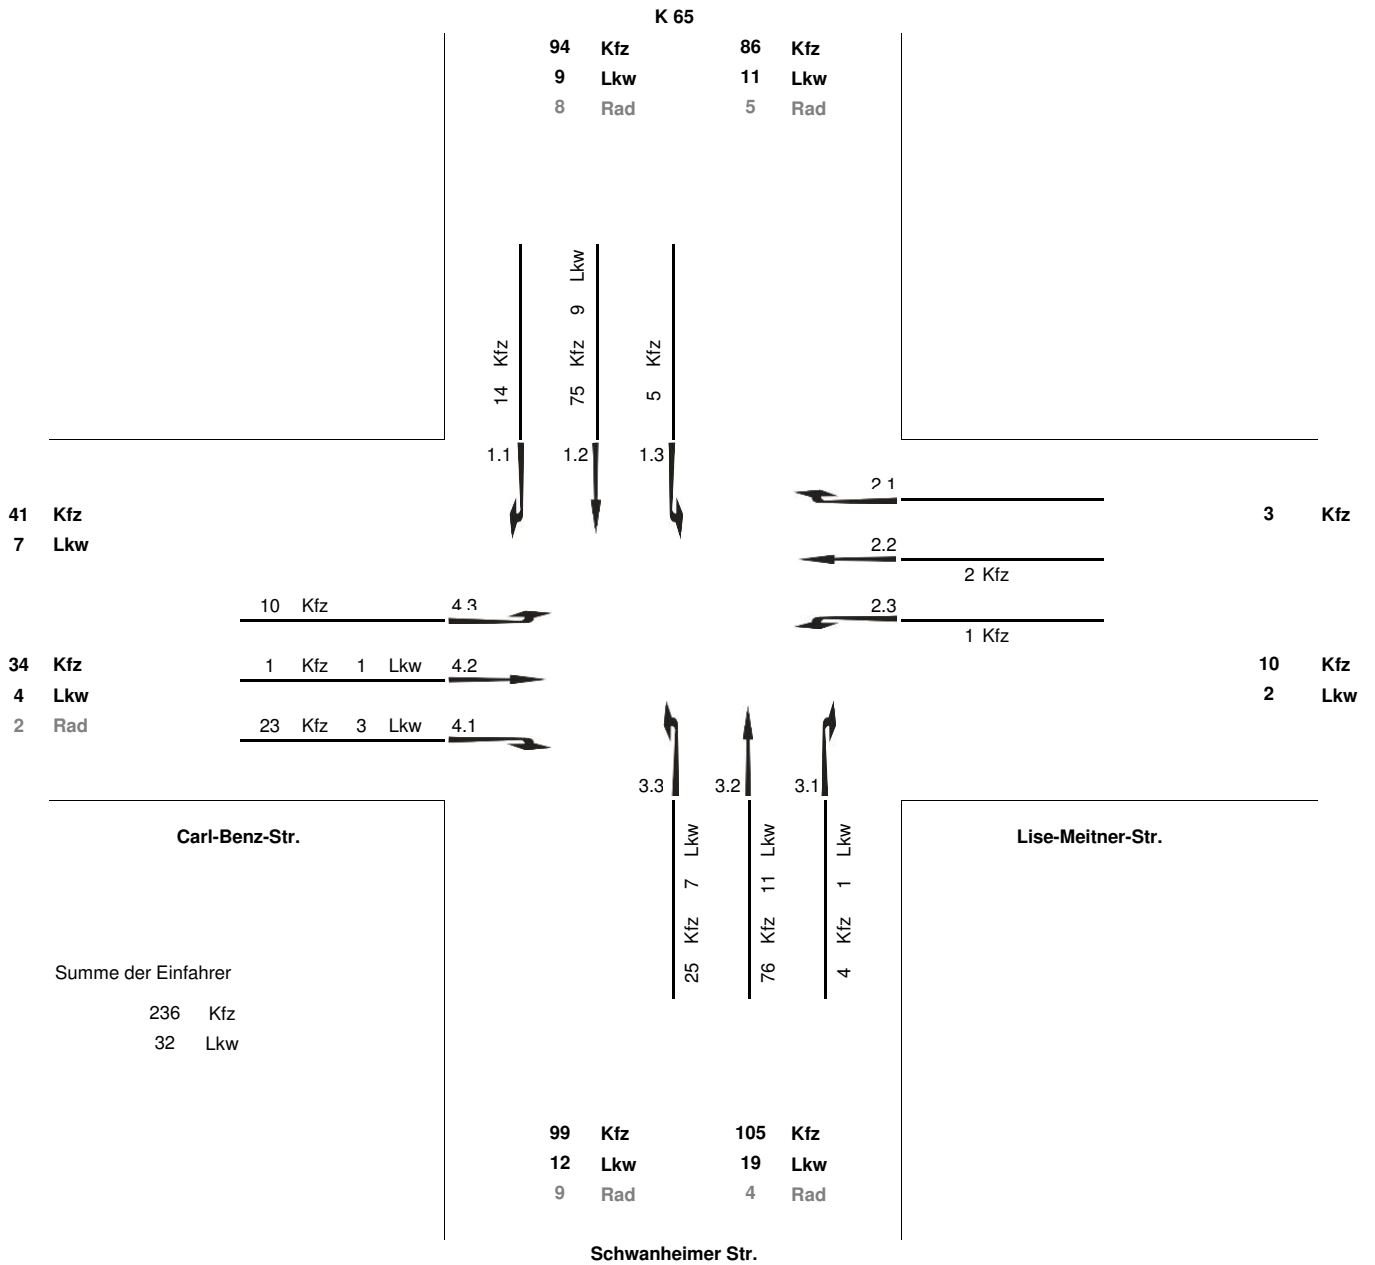 K 65
94 Kfz 86 Kfz
9 Lkw 11 Lkw
8 Rad 5 Rad
14 Kfz
75 Kfz 9 Lkw
5 Kfz
1.1 1.2 1.3
2.1
41 Kfz
7 Lkw
3 Kfz
2.2
2 Kfz
10 Kfz 4.3
2.3
1 Kfz
34 Kfz
4 Lkw
2 Rad
1 Kfz 1 Lkw 4.2
23 Kfz 3 Lkw 4.1
10 Kfz
2 Lkw
3.3 3.2 3.1
25 Kfz 7 Lkw
76 Kfz 11 Lkw
4 Kfz 1 Lkw
Carl-Benz-Str.
Lise-Meitner-Str.
Summe der Einfahrer
236 Kfz
32 Lkw
99 Kfz 105 Kfz
12 Lkw 19 Lkw
9 Rad 4 Rad
Schwanheimer Str.